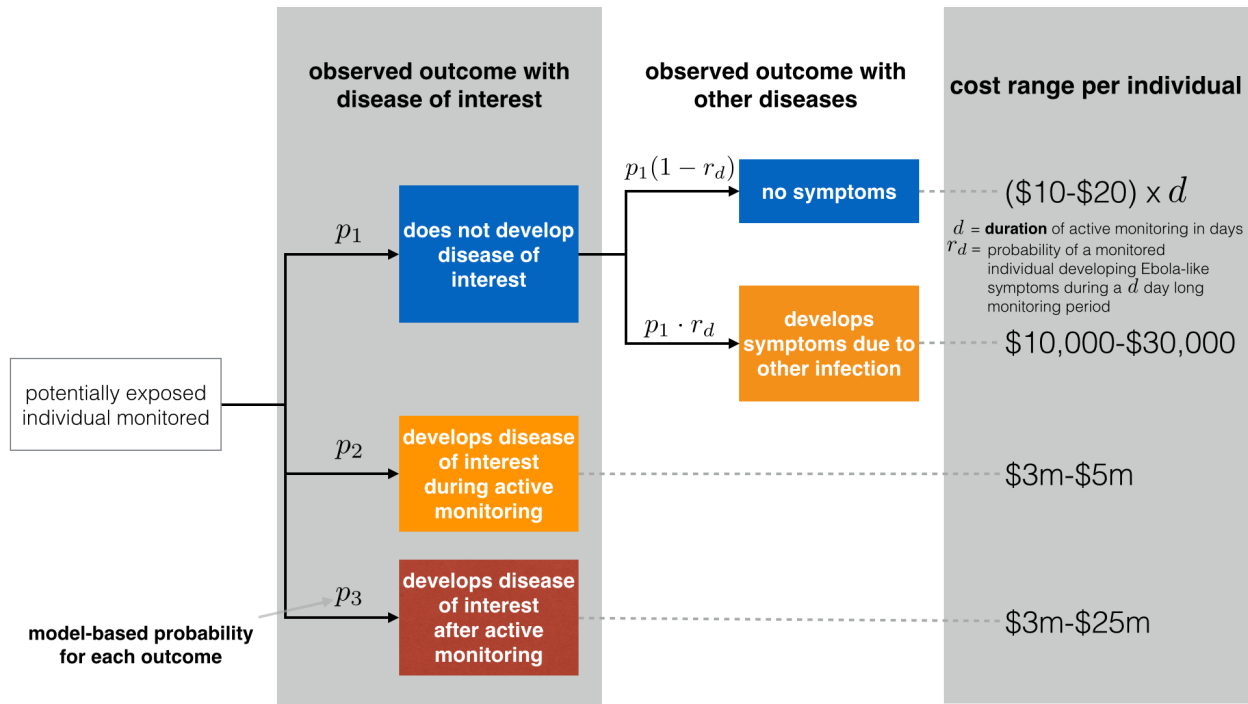 observed outcome with
disease of interest
observed outcome with
other diseases
cost range per individual
p₁(1 − r_d)
no symptoms
($10-$20) x d
p₁
does not develop
disease of
interest
d = duration of active monitoring in days
r_d = probability of a monitored
individual developing Ebola-like
symptoms during a d day long
monitoring period
p₁ · r_d
develops
symptoms due to
other infection
$10,000-$30,000
potentially exposed
individual monitored
p₂
develops disease
of interest
during active
monitoring
$3m-$5m
p₃
develops disease
of interest
after active
monitoring
$3m-$25m
model-based probability
for each outcome